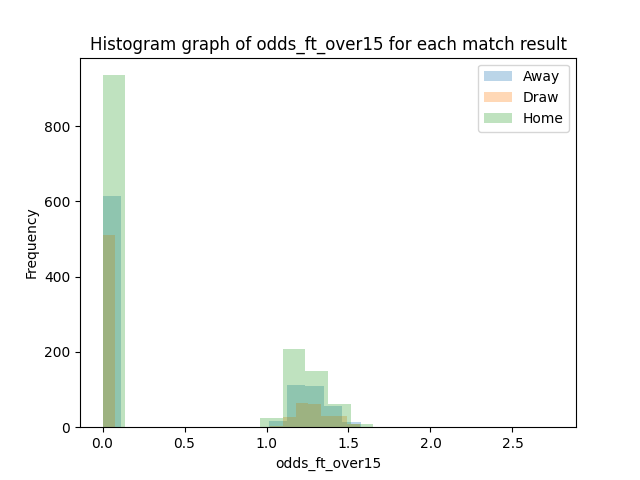 Histogram graph of odds_ft_over15 for each match result
Away
Draw
Home
800
600
400
200
0
Frequency
0.0 0.5 1.0 1.5 2.0 2.5
odds_ft_over15